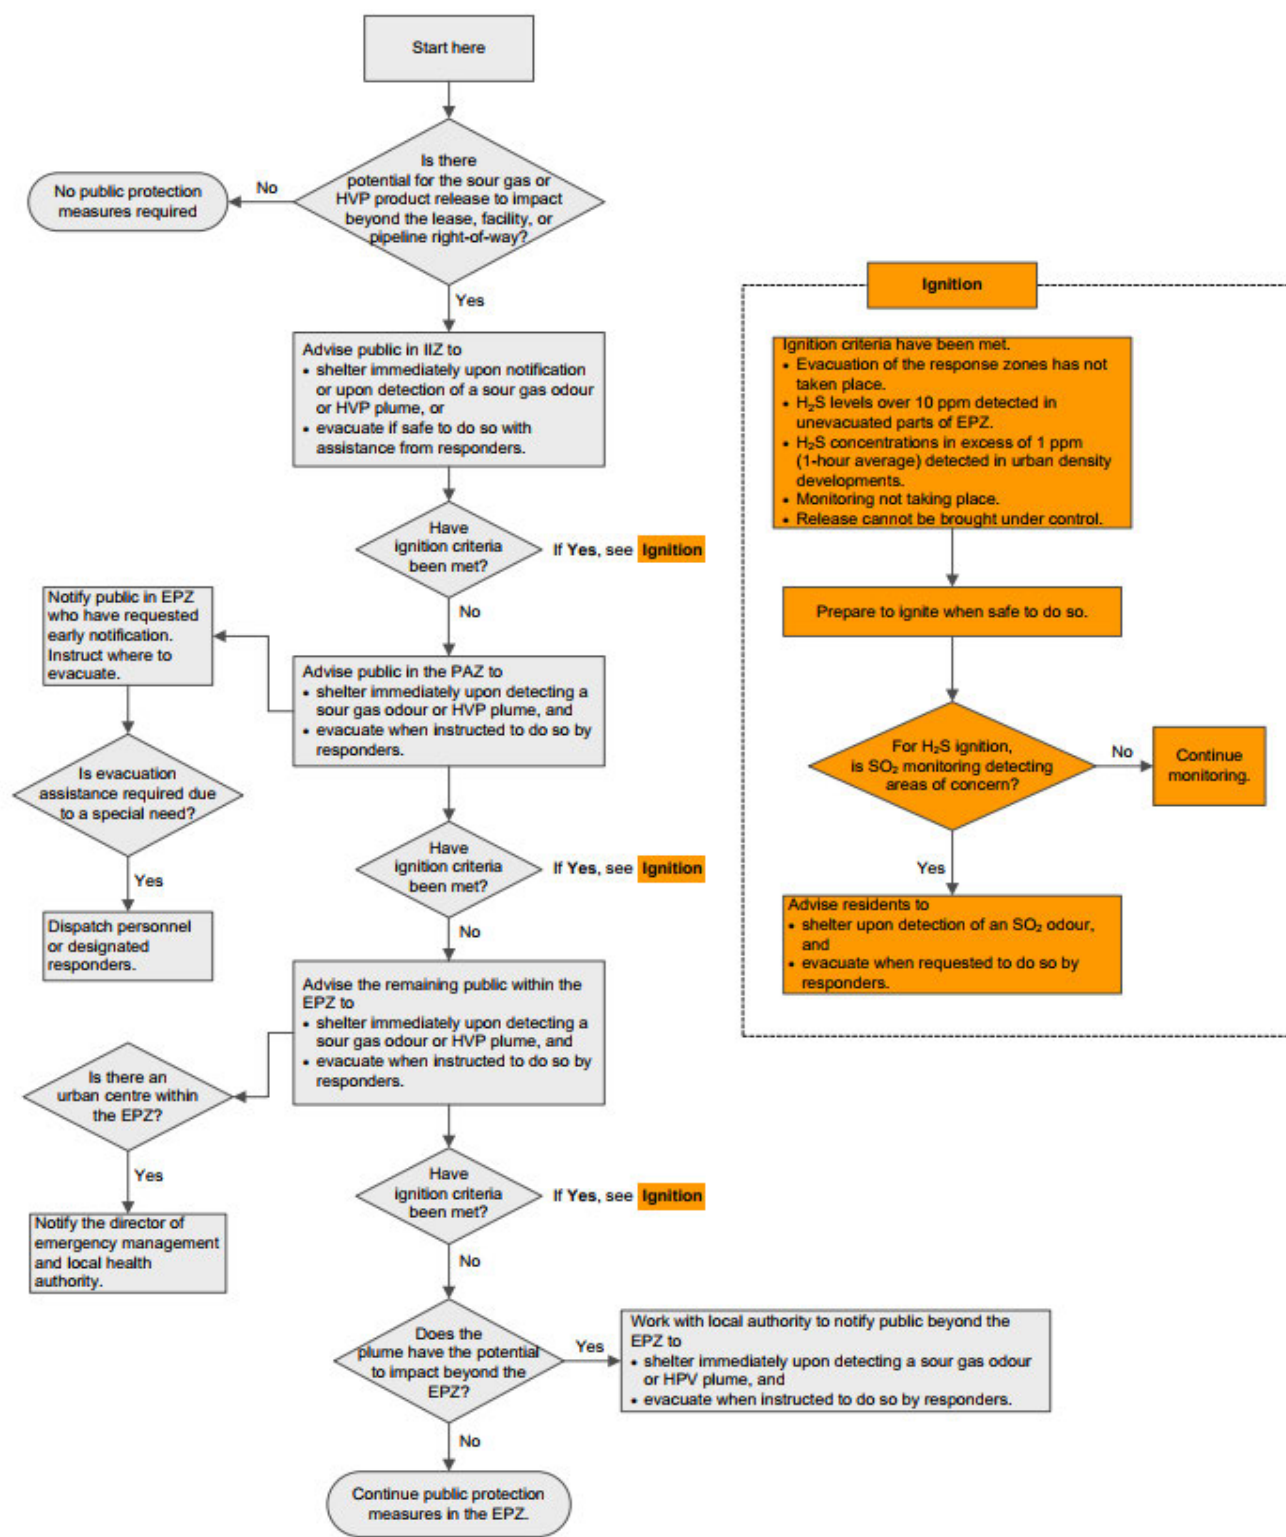 Start here
Is there
potential for the sour gas or
HVP product release to impact
beyond the lease, facility, or
pipeline right-of-way?
No
No public protection
measures required
Yes
Advise public in IIZ to
• shelter immediately upon notification
or upon detection of a sour gas odour
or HVP plume, or
• evacuate if safe to do so with
assistance from responders.
Have
ignition criteria
been met?
If Yes, see Ignition
No
Advise public in the PAZ to
• shelter immediately upon detecting a
sour gas odour or HVP plume, and
• evacuate when instructed to do so by
responders.
Notify public in EPZ
who have requested
early notification.
Instruct where to
evacuate.
Is evacuation
assistance required due
to a special need?
Yes
Dispatch personnel
or designated
responders.
Have
ignition criteria
been met?
If Yes, see Ignition
No
Advise the remaining public within the
EPZ to
• shelter immediately upon detecting a
sour gas odour or HVP plume, and
• evacuate when instructed to do so by
responders.
Is there an
urban centre within
the EPZ?
Yes
Notify the director of
emergency management
and local health
authority.
Have
ignition criteria
been met?
If Yes, see Ignition
No
Does the
plume have the potential
to impact beyond the
EPZ?
Yes
Work with local authority to notify public beyond the
EPZ to
• shelter immediately upon detecting a sour gas odour
or HPV plume, and
• evacuate when instructed to do so by responders.
No
Continue public protection
measures in the EPZ.
Ignition
Ignition criteria have been met.
• Evacuation of the response zones has not
taken place.
• H₂S levels over 10 ppm detected in
unevacuated parts of EPZ.
• H₂S concentrations in excess of 1 ppm
(1-hour average) detected in urban density
developments.
• Monitoring not taking place.
• Release cannot be brought under control.
Prepare to ignite when safe to do so.
For H₂S ignition,
is SO₂ monitoring detecting
areas of concern?
No
Continue
monitoring.
Yes
Advise residents to
• shelter upon detection of an SO₂ odour,
and
• evacuate when requested to do so by
responders.